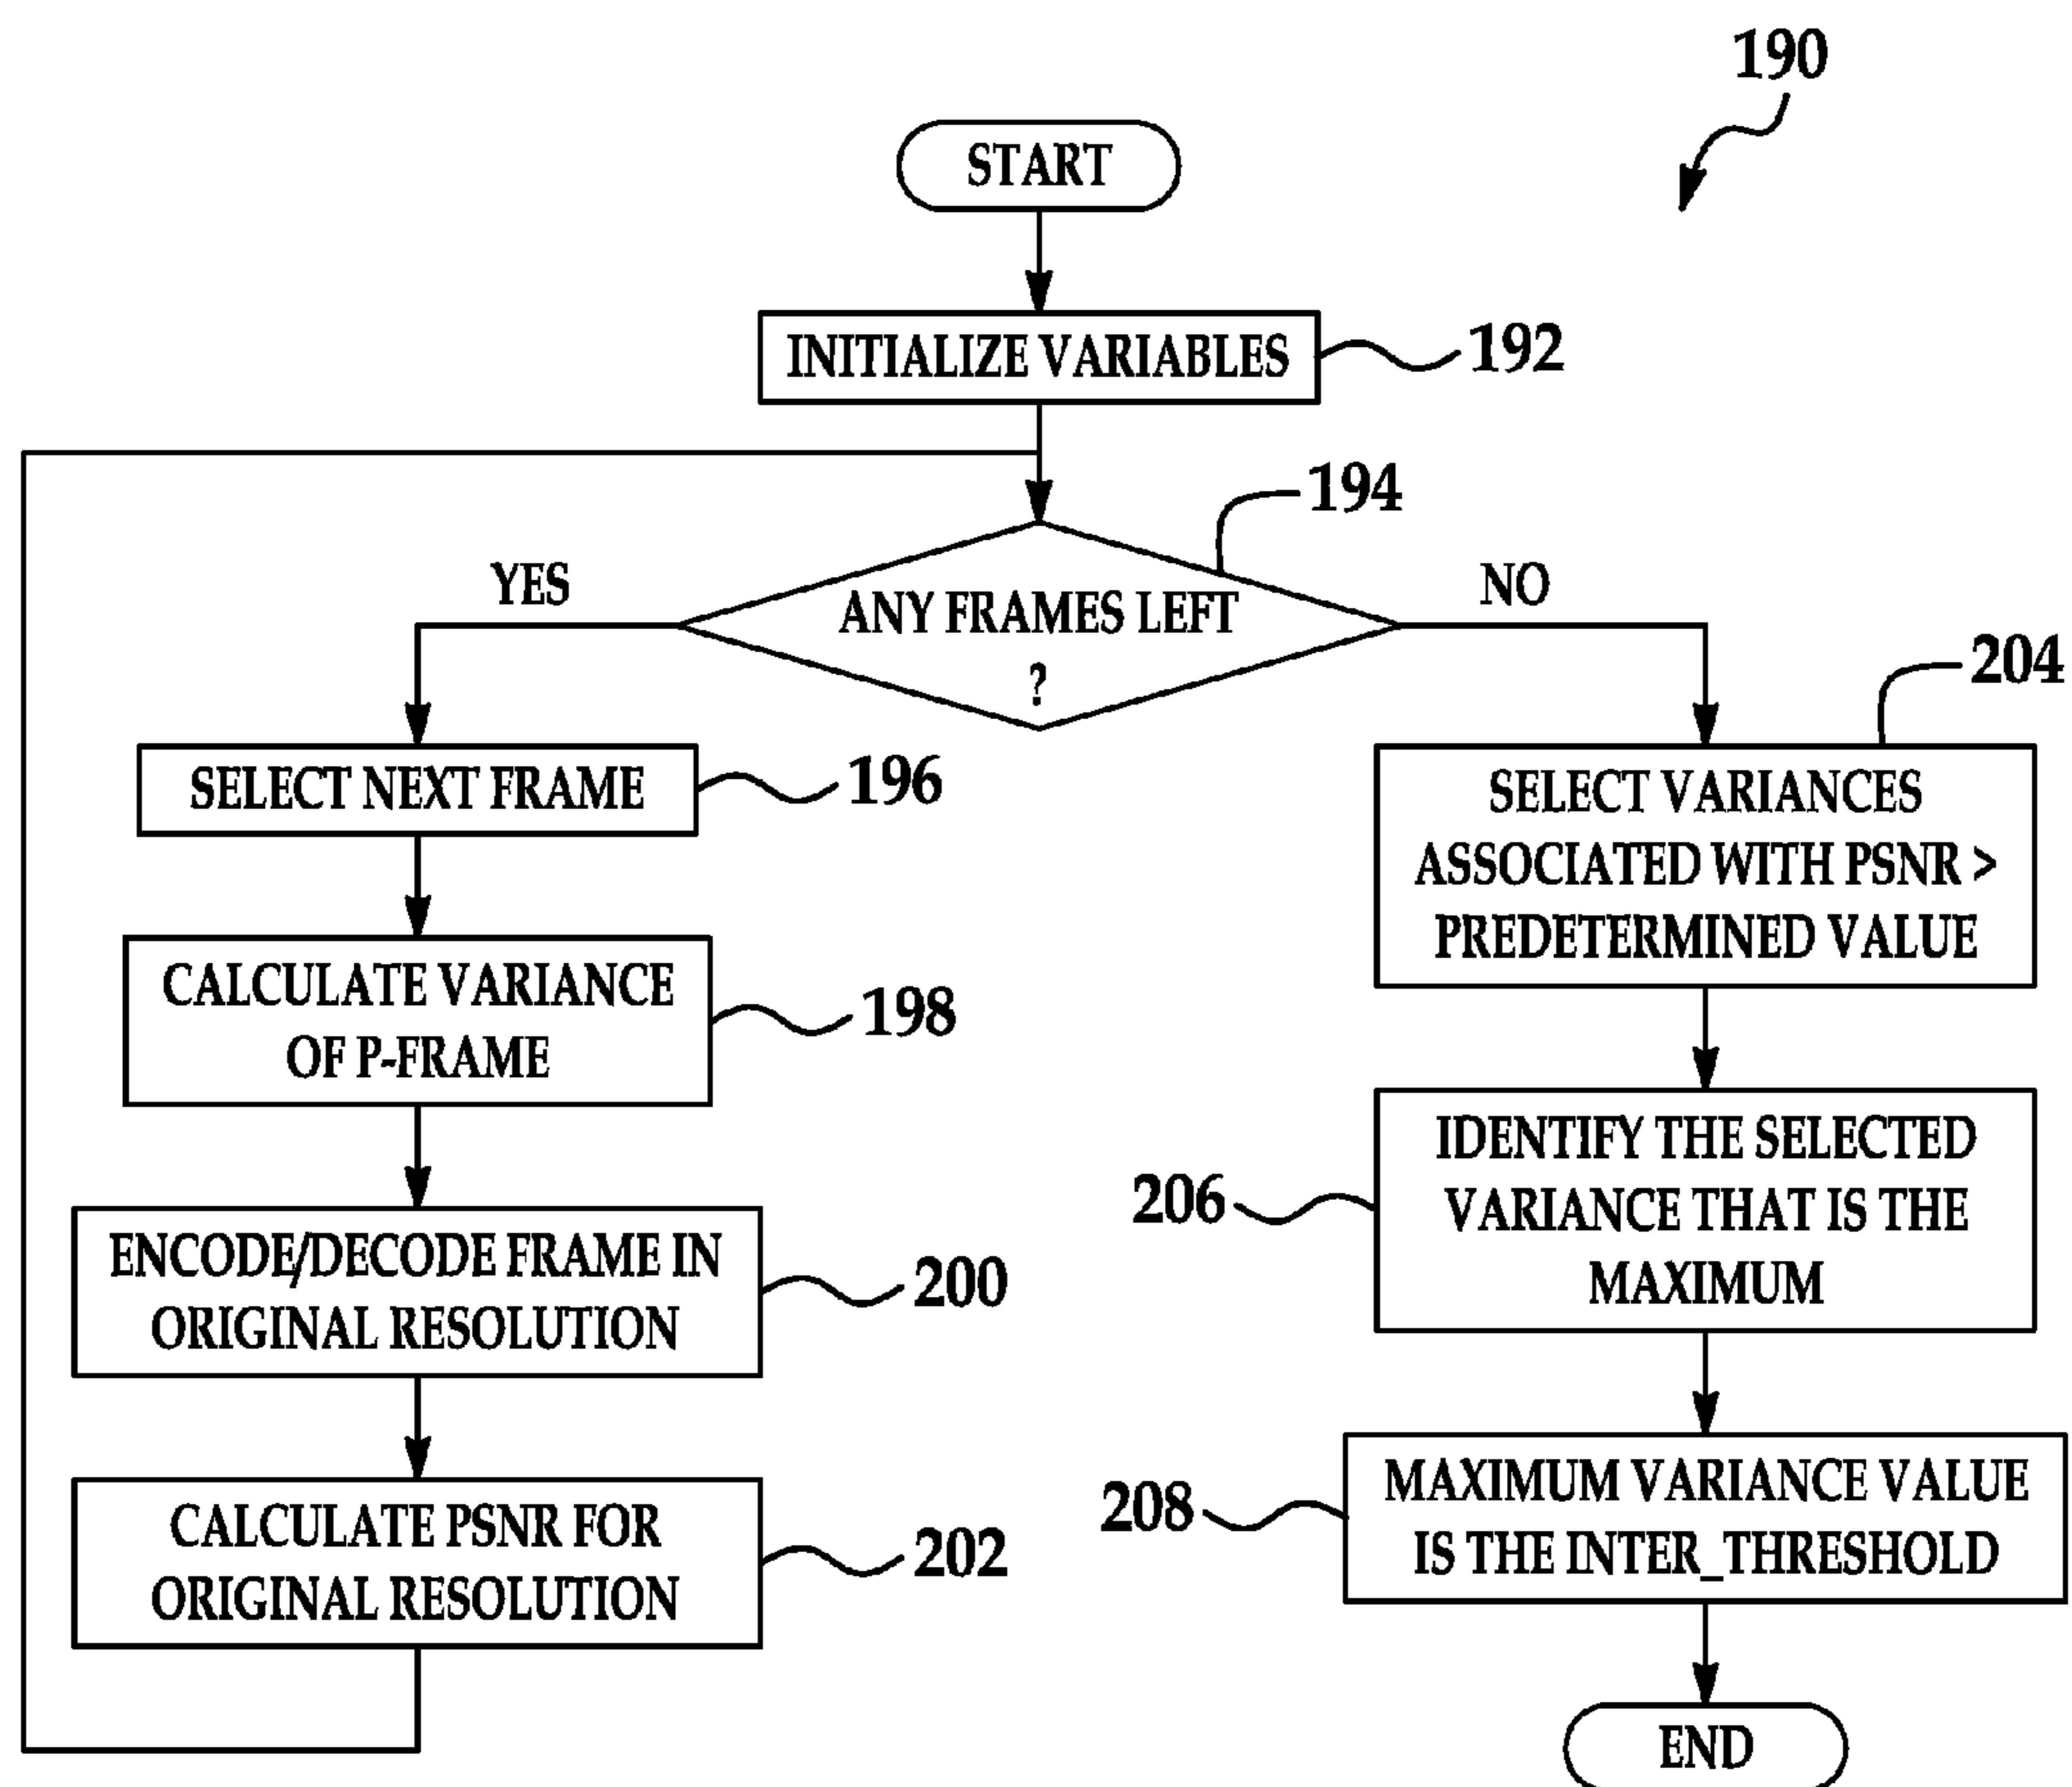 190
START
INITIALIZE VARIABLES
192
194
YES
ANY FRAMES LEFT
?
NO
204
SELECT NEXT FRAME
196
CALCULATE VARIANCE
OF P-FRAME
198
ENCODE/DECODE FRAME IN
ORIGINAL RESOLUTION
200
CALCULATE PSNR FOR
ORIGINAL RESOLUTION
202
SELECT VARIANCES
ASSOCIATED WITH PSNR >
PREDETERMINED VALUE
IDENTIFY THE SELECTED
VARIANCE THAT IS THE
MAXIMUM
206
MAXIMUM VARIANCE VALUE
IS THE INTER_THRESHOLD
208
END